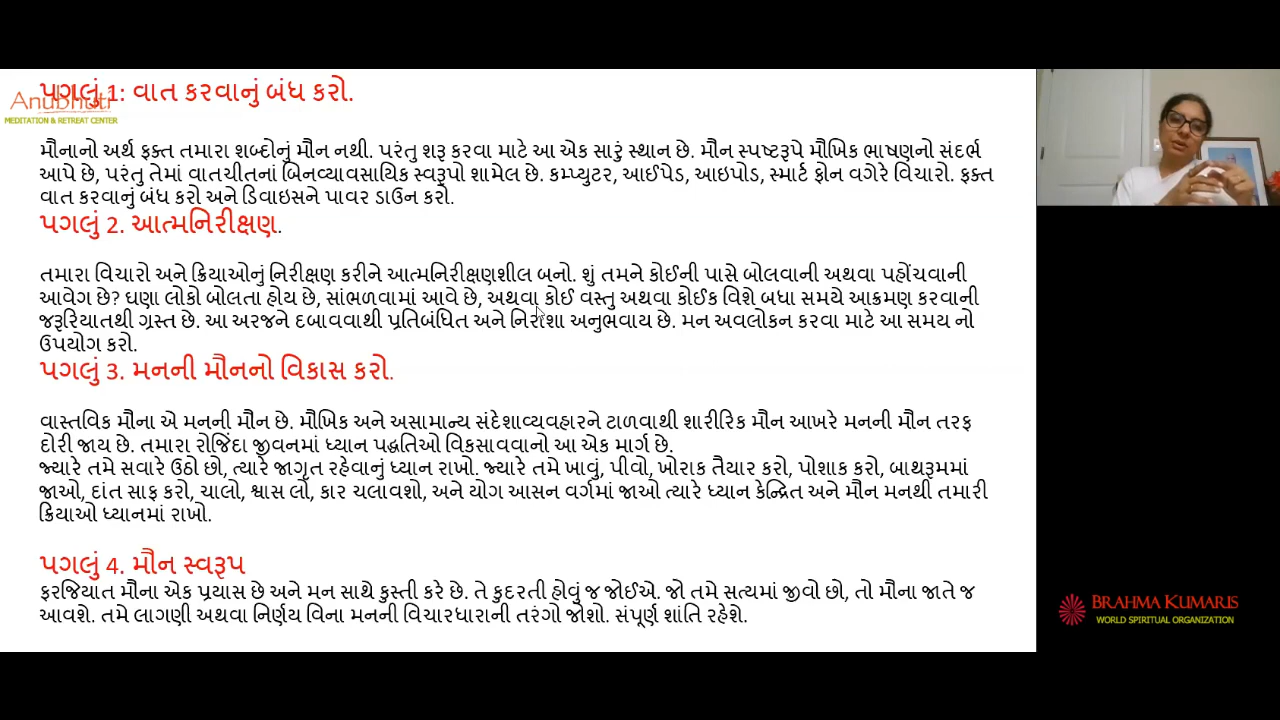 પગલું 1: વાત કરવાનું બંધ કરો.
Anubhuti
MEDITATION & RETREAT CENTER
મૌનાનો અર્થ ફક્ત તમારા શબ્દોનું મૌન નથી. પરંતુ શરૂ કરવા માટે આ એક સારું સ્થાન છે. મૌન સ્પષ્ટરૂપે મૌખિક ભાષણનો સંદર્ભ
આપે છે, પરંતુ તેમાં વાતચીતનાં બિનવ્યાવસાયિક સ્વરૂપો શામેલ છે. કમ્પ્યુટર, આઈપેડ, આઇપોડ, સ્માર્ટ ફોન વગેરે વિચારો. ફક્ત
વાત કરવાનું બંધ કરો અને ડિવાઇસને પાવર ડાઉન કરો.
પગલું 2. આત્મનિરીક્ષણ.
તમારા વિચારો અને ક્રિયાઓનું નિરીક્ષણ કરીને આત્મનિરીક્ષણશીલ બનો. શું તમને કોઈની પાસે બોલવાની અથવા પહોંચવાની
આવેગ છે? ઘણા લોકો બોલતા હોય છે, સાંભળવામાં આવે છે, અથવા કોઈ વસ્તુ અથવા કોઈક વિશે બધા સમયે આક્રમણ કરવાની
જરૂરિયાતથી ગ્રસ્ત છે. આ અરજને દબાવવાથી પ્રતિબંધિત અને નિરાશા અનુભવાય છે. મન અવલોકન કરવા માટે આ સમય નો
ઉપયોગ કરો.
પગલું 3. મનની મૌનનો વિકાસ કરો.
વાસ્તવિક મૌના એ મનની મૌન છે. મૌખિક અને અસામાન્ય સંદેશાવ્યવહારને ટાળવાથી શારીરિક મૌન આખરે મનની મૌન તરફ
દોરી જાય છે. તમારા રોજિંદા જીવનમાં ધ્યાન પદ્ધતિઓ વિકસાવવાનો આ એક માર્ગ છે.
જ્યારે તમે સવારે ઉઠો છો, ત્યારે જાગૃત રહેવાનું ધ્યાન રાખો. જ્યારે તમે ખાવું, પીવો, ખોરાક તૈયાર કરો, પોશાક કરો, બાથરૂમમાં
જાઓ, દાંત સાફ કરો, ચાલો, શ્વાસ લો, કાર ચલાવશો, અને યોગ આસન વર્ગમાં જાઓ ત્યારે ધ્યાન કેન્દ્રિત અને મૌન મનથી તમારી
ક્રિયાઓ ધ્યાનમાં રાખો.
પગલું 4. મૌન સ્વરૂપ
ફરજિયાત મૌના એક પ્રયાસ છે અને મન સાથે કુસ્તી કરે છે. તે કુદરતી હોવું જ જોઈએ. જો તમે સત્યમાં જીવો છો, તો મૌના જાતે જ
આવશે. તમે લાગણી અથવા નિર્ણય વિના મનની વિચારધારાની તરંગો જોશો. સંપૂર્ણ શાંતિ રહેશે.
BRAHMA KUMARIS
WORLD SPIRITUAL ORGANIZATION